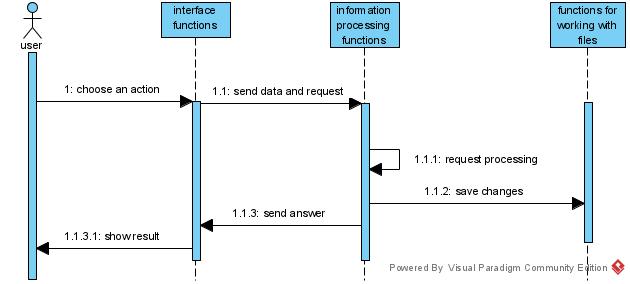 interface
functions
information
processing
functions
functions for
working with
files
user
1: choose an action
1.1: send data and request
1.1.1: request processing
1.1.2: save changes
1.1.3: send answer
1.1.3.1: show result
Powered By Visual Paradigm Community Edition